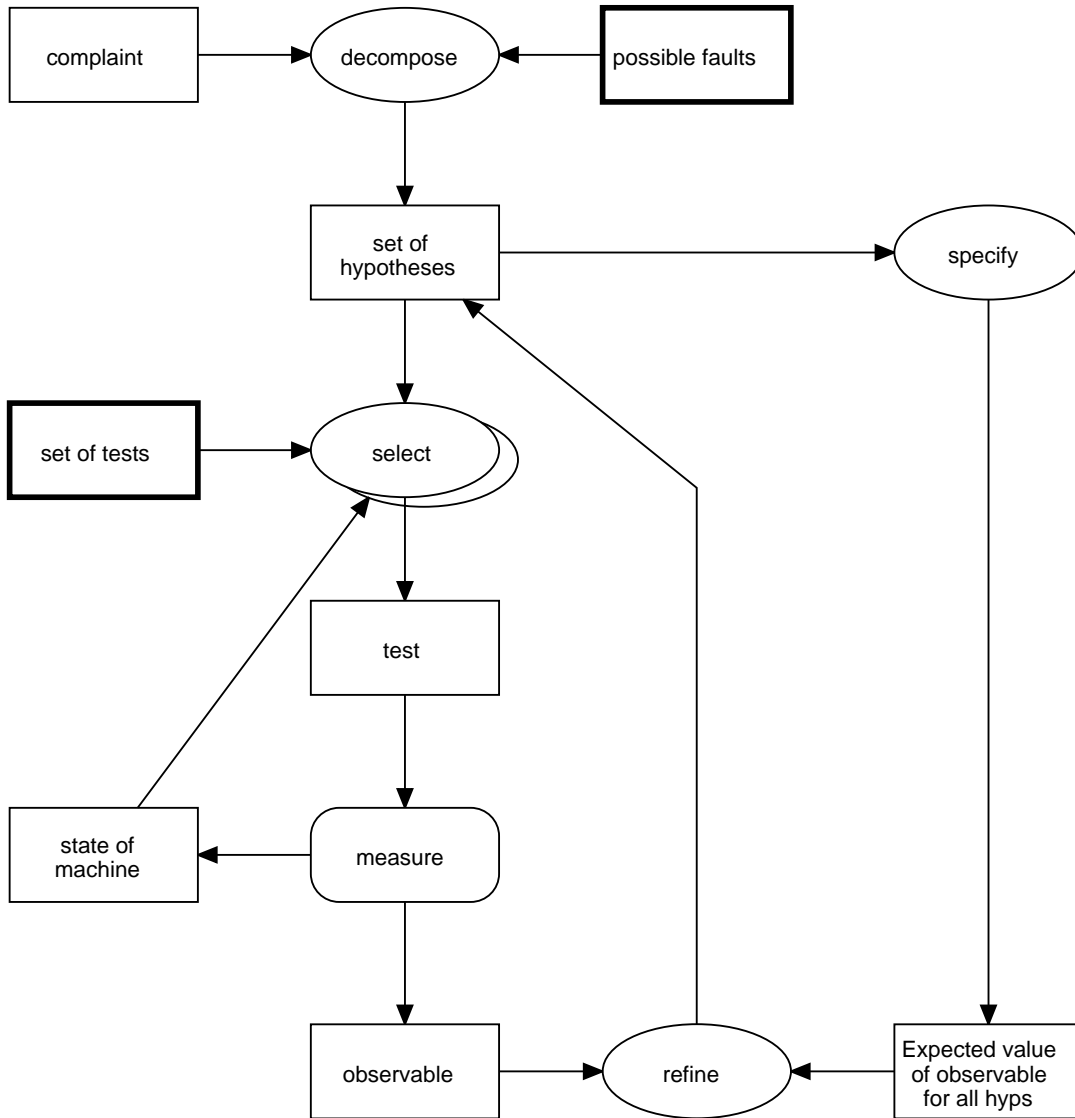 complaint
decompose
possible faults
set of
hypotheses
specify
set of tests
select
test
state of
machine
measure
observable
refine
Expected value
of observable
for all hyps